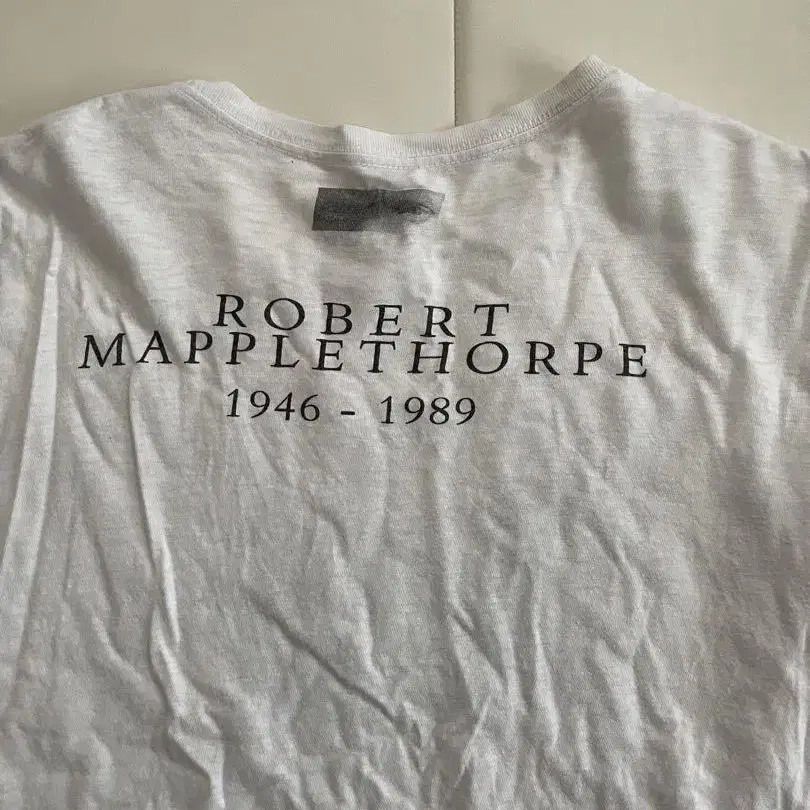 ROBERT
MAPPLETHORPE
1946 - 1989